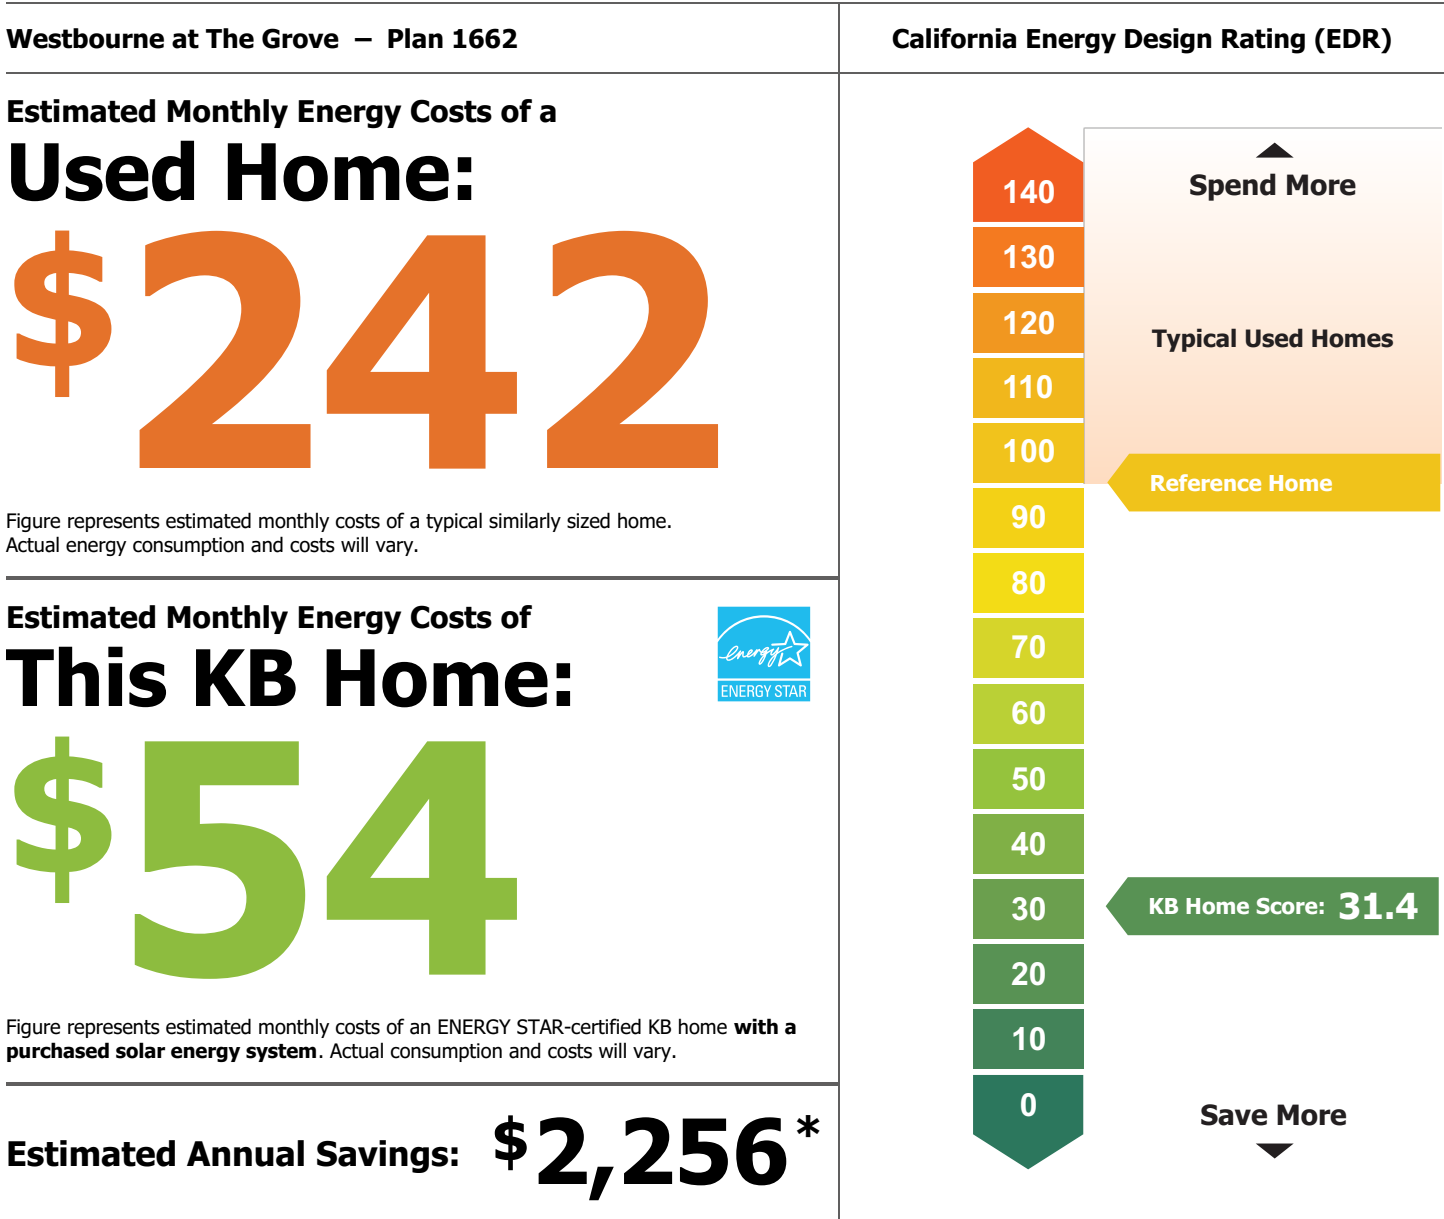 Westbourne at The Grove – Plan 1662
Estimated Monthly Energy Costs of a
Used Home:
$242
Figure represents estimated monthly costs of a typical similarly sized home.
Actual energy consumption and costs will vary.
Estimated Monthly Energy Costs of
This KB Home:
energy
ENERGY STAR
$54
Figure represents estimated monthly costs of an ENERGY STAR-certified KB home with a
purchased solar energy system. Actual consumption and costs will vary.
Estimated Annual Savings: $2,256*
California Energy Design Rating (EDR)
140
130
120
110
100
90
80
70
60
50
40
30
20
10
0
Spend More
Typical Used Homes
Reference Home
KB Home Score: 31.4
Save More